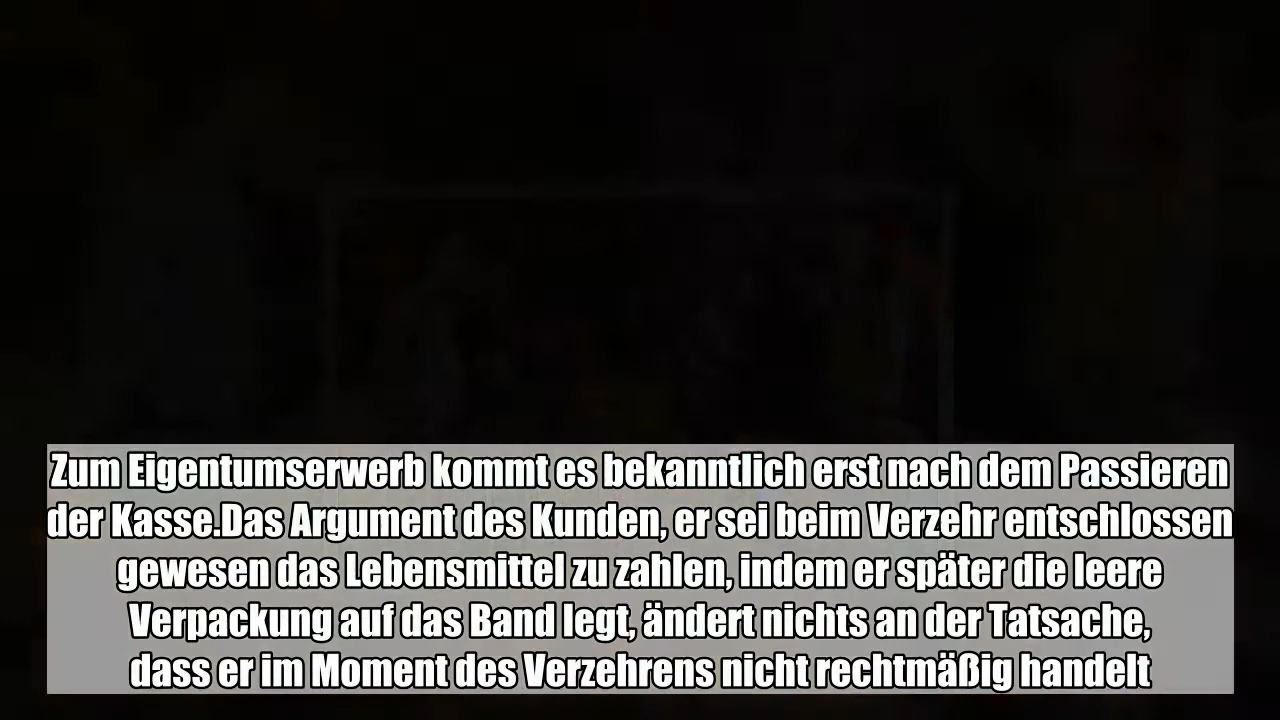 Zum Eigentumserwerb kommt es bekanntlich erst nach dem Passieren
der Kasse.Das Argument des Kunden, er sei beim Verzehr entschlossen
gewesen das Lebensmittel zu zahlen, indem er später die leere
Verpackung auf das Band legt, ändert nichts an der Tatsache,
dass er im Moment des Verzehrens nicht rechtmäßig handelt